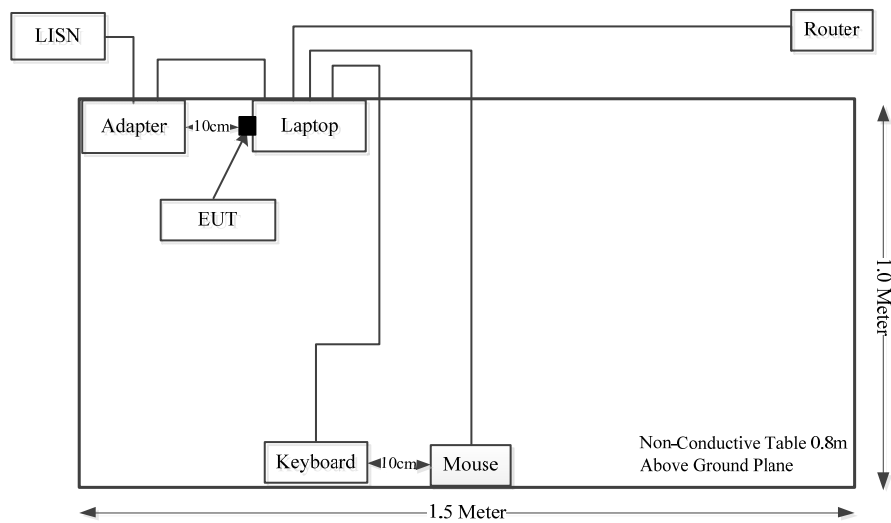 LISN
Router
Adapter
10cm
Laptop
EUT
1.0 Meter
Keyboard
10cm
Mouse
Non-Conductive Table 0.8m
Above Ground Plane
1.5 Meter